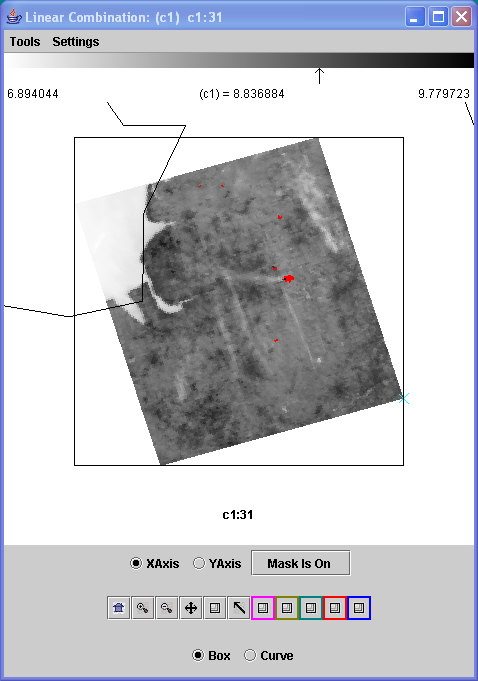 Linear Combination: (c1) c1:31
Tools Settings
6.894044 (c1) = 8.836884 9.779723
c1:31
XAxis YAxis Mask Is On
Box Curve